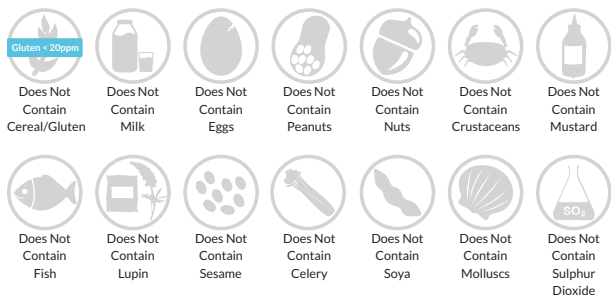 Gluten < 20ppm
Does Not
Contain
Cereal/Gluten
Does Not
Contain
Milk
Does Not
Contain
Eggs
Does Not
Contain
Peanuts
Does Not
Contain
Nuts
Does Not
Contain
Crustaceans
Does Not
Contain
Mustard
Does Not
Contain
Fish
Does Not
Contain
Lupin
Does Not
Contain
Sesame
Does Not
Contain
Celery
Does Not
Contain
Soya
Does Not
Contain
Molluscs
SO₂
Does Not
Contain
Sulphur
Dioxide